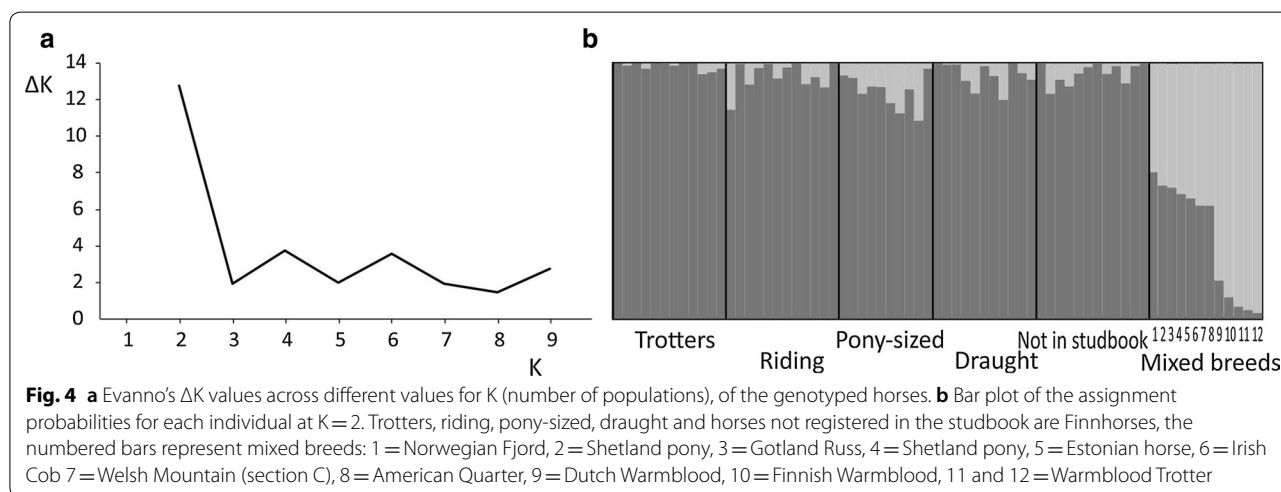 a
14
ΔK
12
10
8
6
4
2
0
1 2 3 4 5 6 7 8 9
K
b
Trotters
Riding
Pony-sized
Draught
Not in studbook
1 2 3 4 5 6 7 8 9 10 11 12
Mixed breeds
Fig. 4 a Evanno's ΔK values across different values for K (number of populations), of the genotyped horses. b Bar plot of the assignment
probabilities for each individual at K = 2. Trotters, riding, pony-sized, draught and horses not registered in the studbook are Finnhorses, the
numbered bars represent mixed breeds: 1 = Norwegian Fjord, 2 = Shetland pony, 3 = Gotland Russ, 4 = Shetland pony, 5 = Estonian horse, 6 = Irish
Cob 7 = Welsh Mountain (section C), 8 = American Quarter, 9 = Dutch Warmblood, 10 = Finnish Warmblood, 11 and 12 = Warmblood Trotter